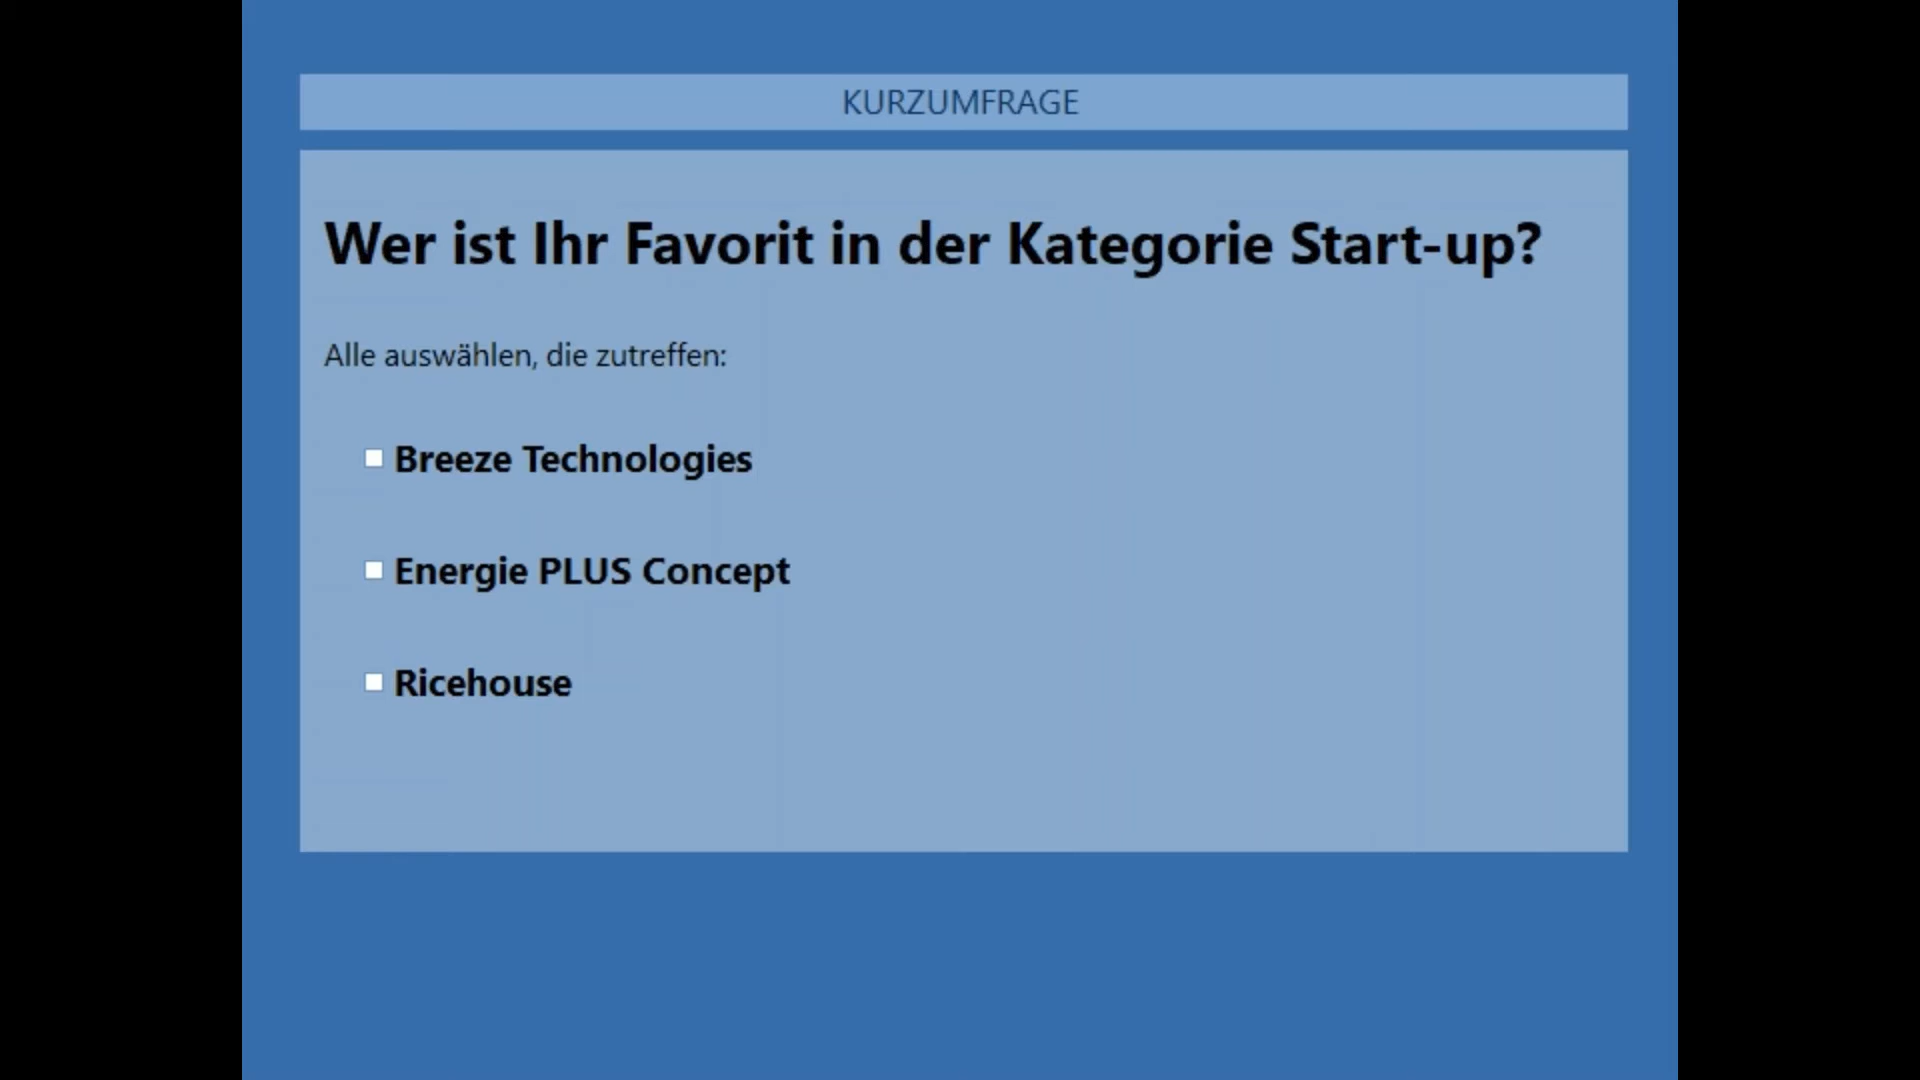 KURZUMFRAGE
Wer ist Ihr Favorit in der Kategorie Start-up?
Alle auswählen, die zutreffen:
Breeze Technologies
Energie PLUS Concept
Ricehouse